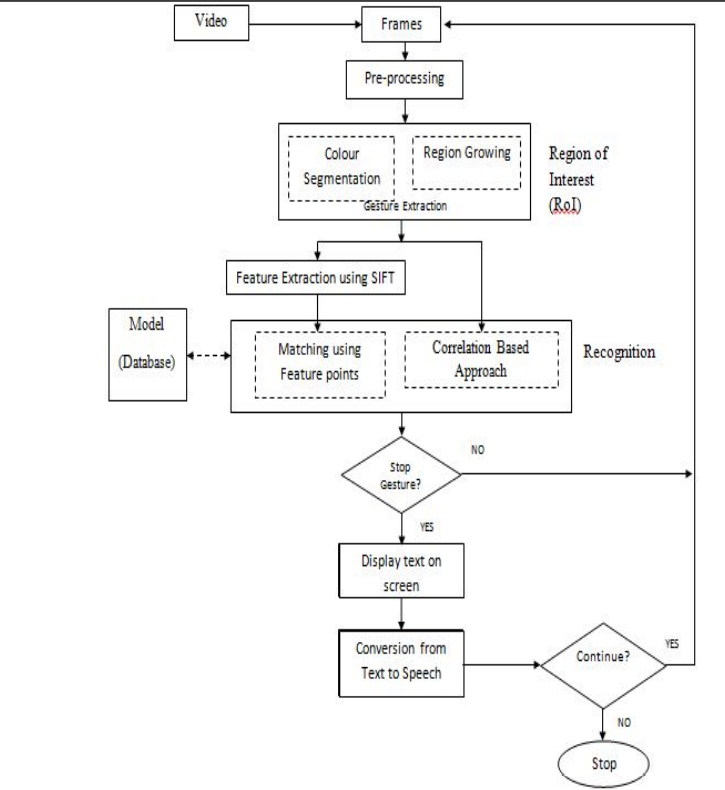 Video
Frames
Pre-processing
Colour
Segmentation
Region Growing
Gesture Extraction
Region of
Interest
(RoI)
Feature Extraction using SIFT
Model
(Database)
Matching using
Feature points
Correlation Based
Approach
Recognition
Stop
Gesture?
NO
YES
Display text on
screen
Conversion from
Text to Speech
Continue?
YES
NO
Stop